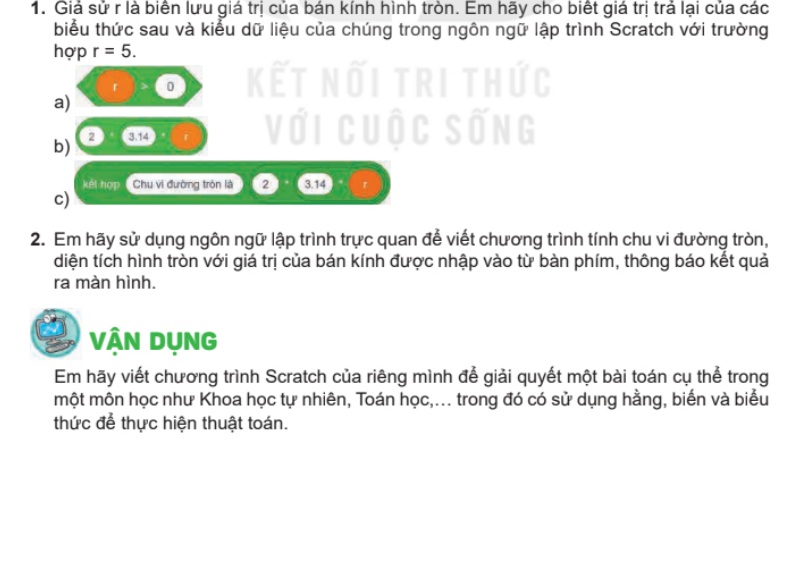 1. Giả sử r là biến lưu giá trị của bán kính hình tròn. Em hãy cho biết giá trị trả lại của các
biểu thức sau và kiểu dữ liệu của chúng trong ngôn ngữ lập trình Scratch với trường
hợp r = 5.
KẾT NỐI TRI THỨC
VỚI CUỘC SỐNG
a) r > 0
b) 2 * 3.14 * r
c) kết hợp Chu vi đường tròn là 2 * 3.14 * r
2. Em hãy sử dụng ngôn ngữ lập trình trực quan để viết chương trình tính chu vi đường tròn,
diện tích hình tròn với giá trị của bán kính được nhập vào từ bàn phím, thông báo kết quả
ra màn hình.
VẬN DỤNG
Em hãy viết chương trình Scratch của riêng mình để giải quyết một bài toán cụ thể trong
một môn học như Khoa học tự nhiên, Toán học,... trong đó có sử dụng hằng, biến và biểu
thức để thực hiện thuật toán.